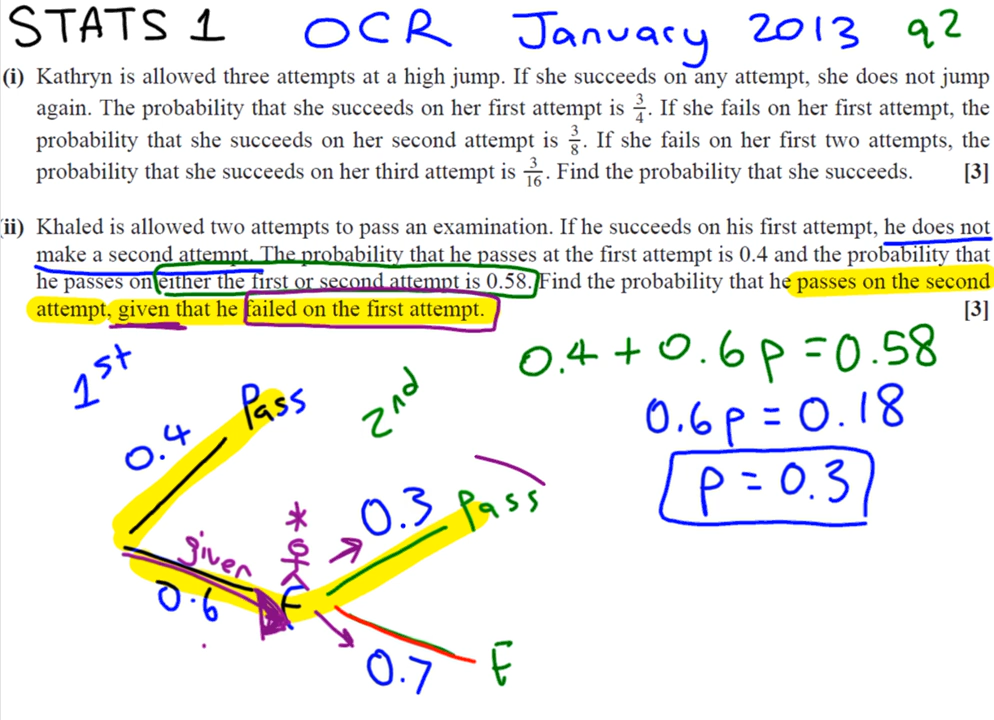 STATS 1 OCR January 2013 q2
(i) Kathryn is allowed three attempts at a high jump. If she succeeds on any attempt, she does not jump
again. The probability that she succeeds on her first attempt is 3/4. If she fails on her first attempt, the
probability that she succeeds on her second attempt is 3/8. If she fails on her first two attempts, the
probability that she succeeds on her third attempt is 3/16. Find the probability that she succeeds. [3]
ii) Khaled is allowed two attempts to pass an examination. If he succeeds on his first attempt, he does not
make a second attempt. The probability that he passes at the first attempt is 0.4 and the probability that
he passes on either the first or second attempt is 0.58. Find the probability that he passes on the second
attempt, given that he failed on the first attempt. [3]
1st
0.4 + 0.6p = 0.58
Pass
2nd
0.6p = 0.18
0.4
p = 0.3
*
0.3 Pass
given
0.6
F
0.7 F